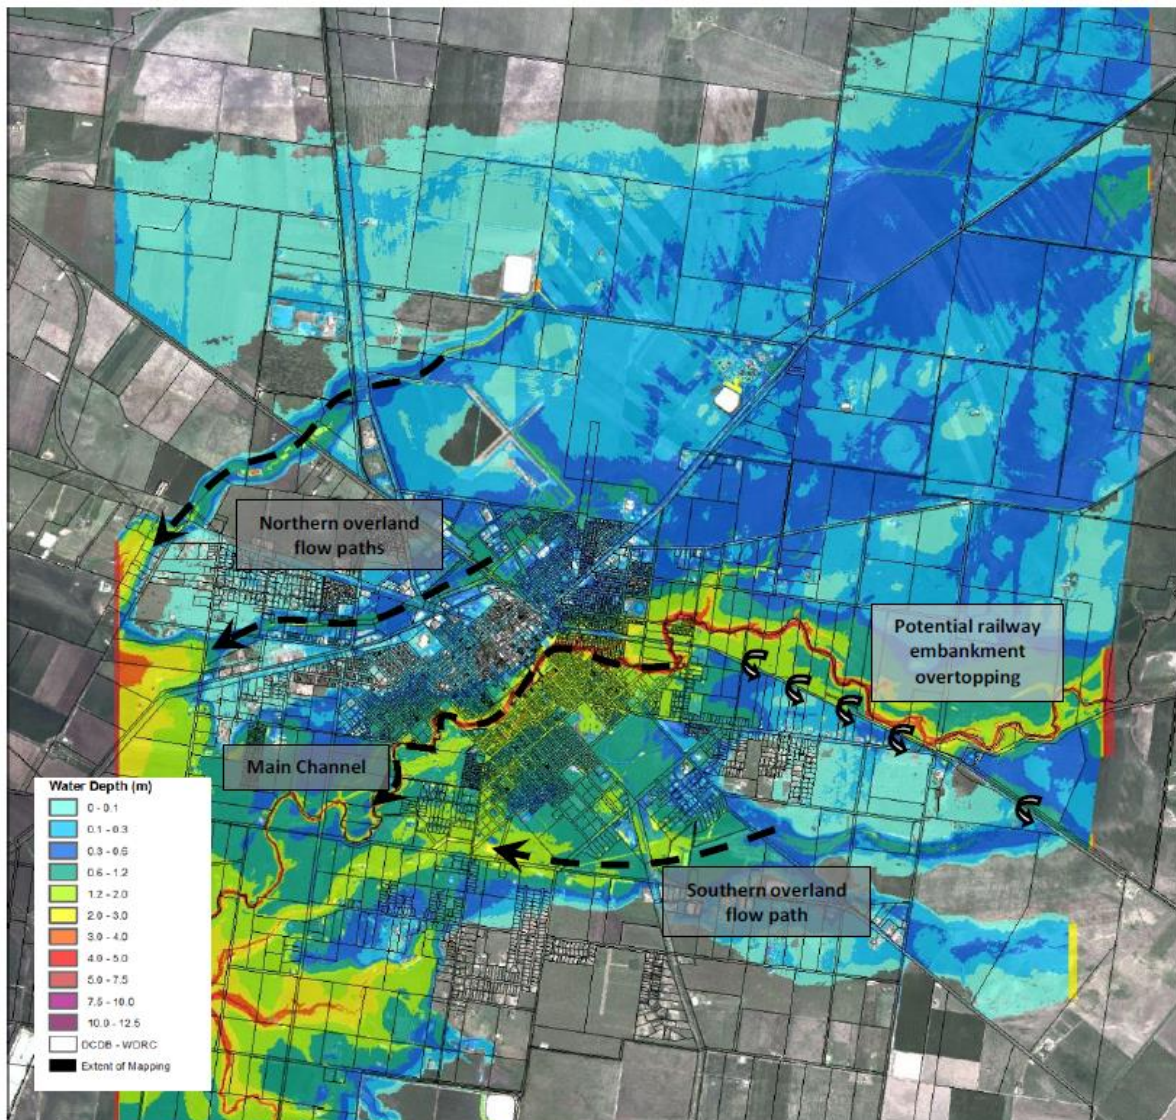 Northern overland
flow paths
Potential railway
embankment
overtopping
Main Channel
Southern overland
flow path
Water Depth (m)
0 - 0.1
0.1 - 0.3
0.3 - 0.6
0.6 - 1.2
1.2 - 2.0
2.0 - 3.0
3.0 - 4.0
4.0 - 5.0
5.0 - 7.5
7.5 - 10.0
10.0 - 12.5
DCDB - WDRC
Extent of Mapping